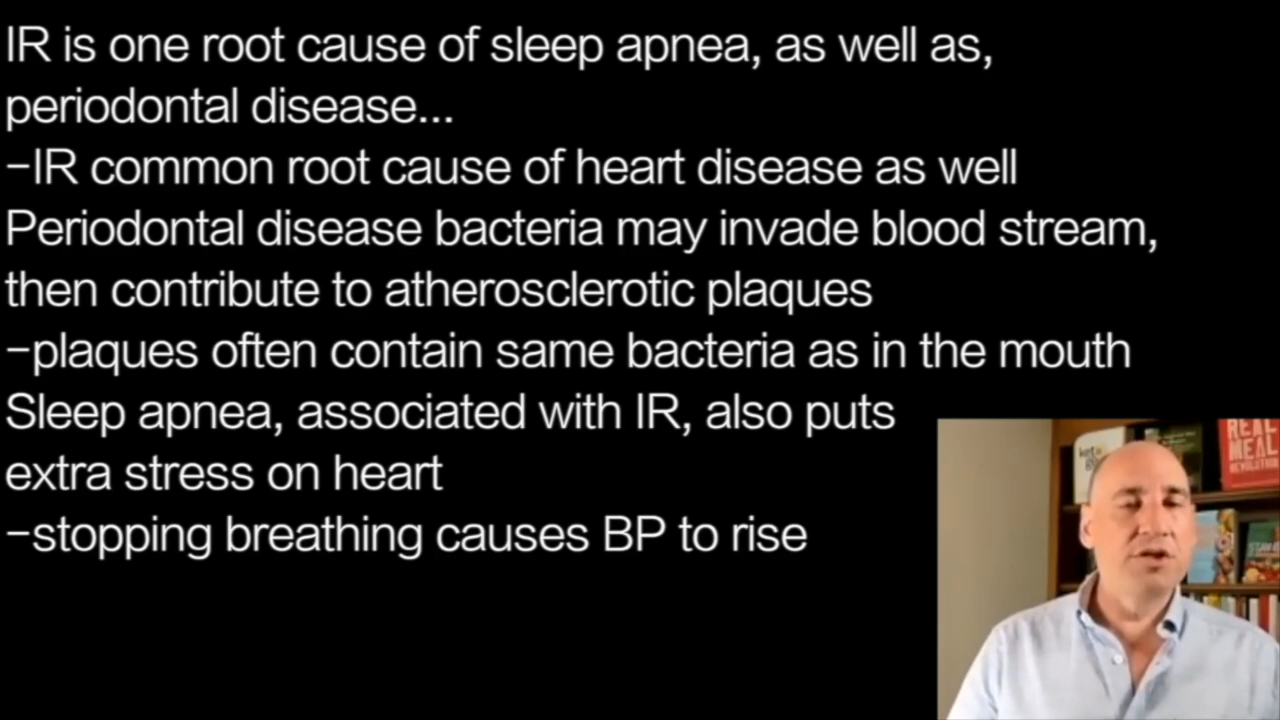 IR is one root cause of sleep apnea, as well as,
periodontal disease...
–IR common root cause of heart disease as well
Periodontal disease bacteria may invade blood stream,
then contribute to atherosclerotic plaques
–plaques often contain same bacteria as in the mouth
Sleep apnea, associated with IR, also puts
extra stress on heart
–stopping breathing causes BP to rise
REAL
MEAL
REVOLUTION